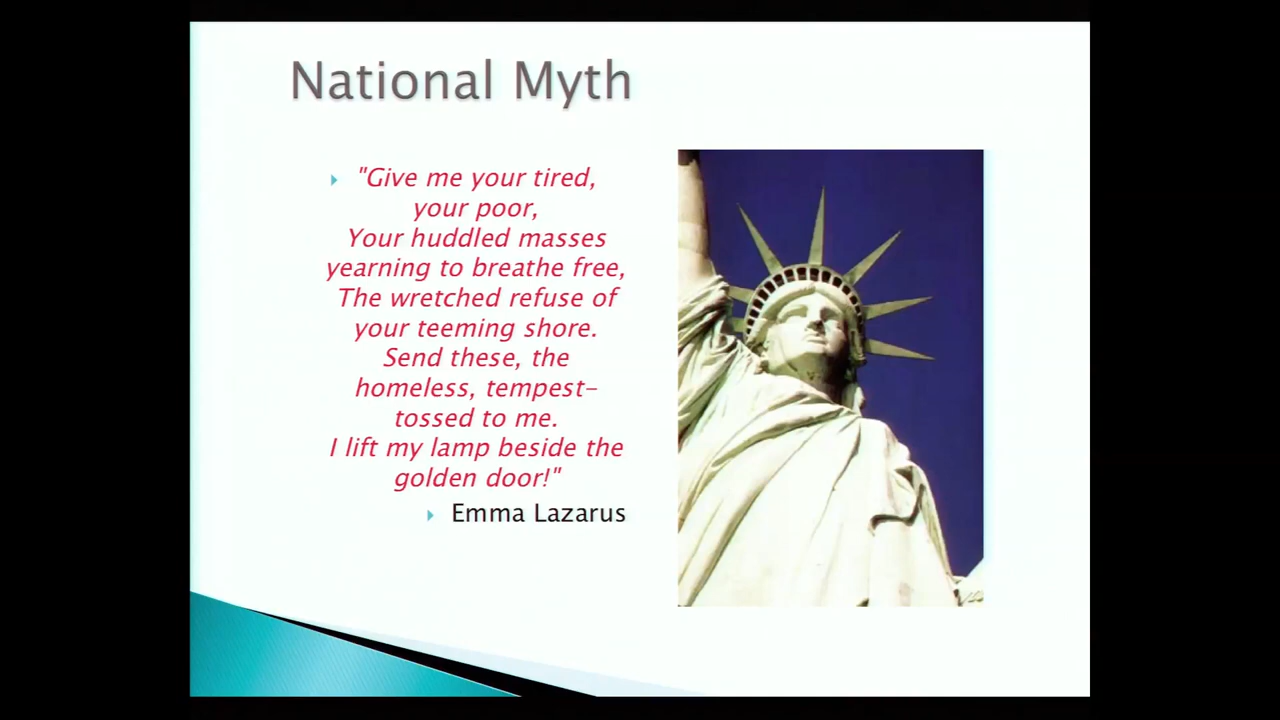 National Myth
"Give me your tired,
your poor,
Your huddled masses
yearning to breathe free,
The wretched refuse of
your teeming shore.
Send these, the
homeless, tempest-
tossed to me.
I lift my lamp beside the
golden door!"
Emma Lazarus